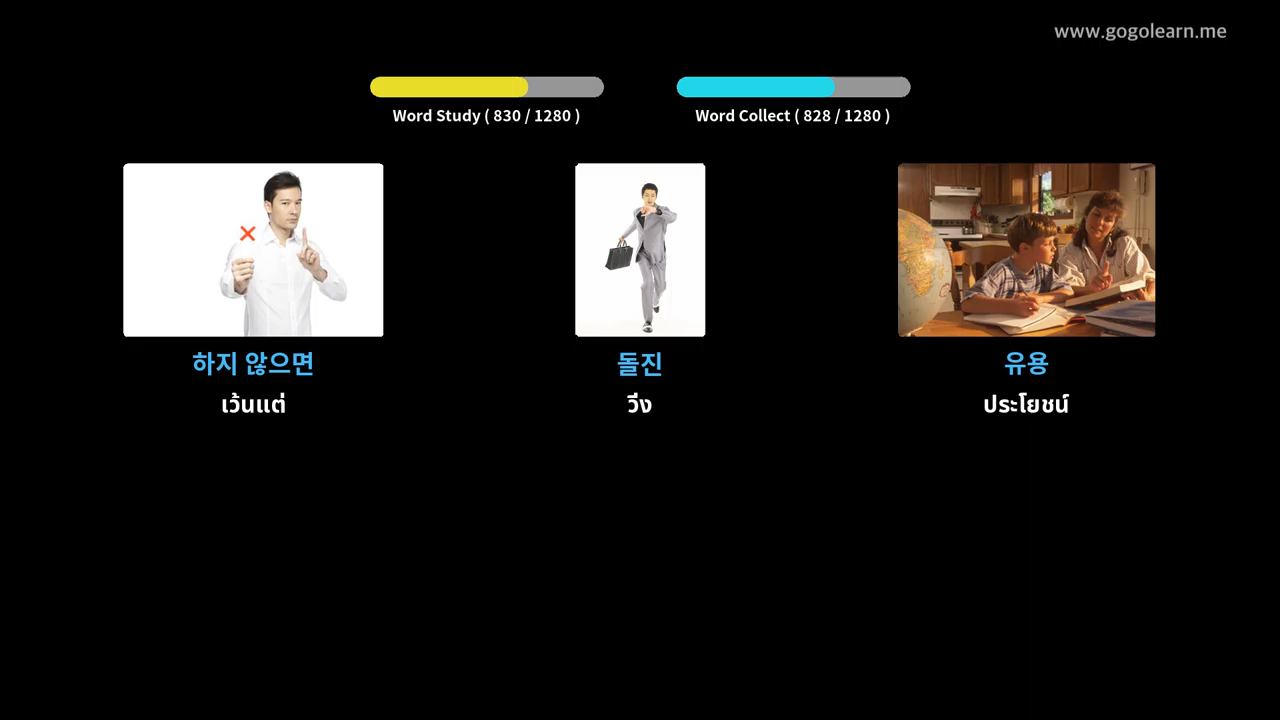 www.gogolearn.me
Word Study ( 830 / 1280 )
Word Collect ( 828 / 1280 )
하지 않으면
돌진
유용
เว้นแต่
วีง
ประโยชน์